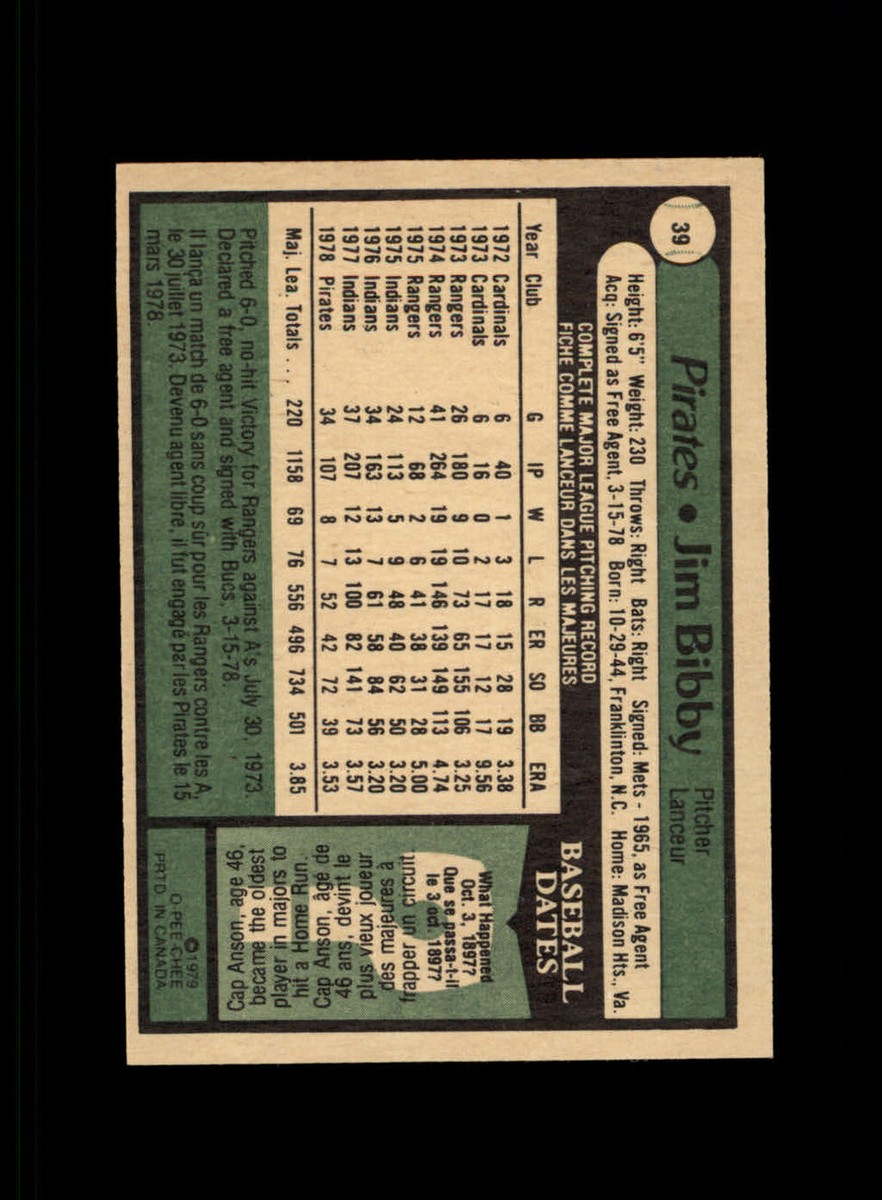 39
Pirates • Jim Bibby
Pitcher
Lanceur
Height: 6'5" Weight: 230 Throws: Right Bats: Right Signed: Mets - 1965, as Free Agent
Acq: Signed as Free Agent, 3-15-78 Born: 10-29-44, Franklinton, N.C. Home: Madison Hts., Va.
COMPLETE MAJOR LEAGUE PITCHING RECORD
FICHE COMME LANCEUR DANS LES MAJEURES
Year Club G IP W L R ER SO BB ERA
1972 Cardinals 6 40 1 3 18 15 28 19 3.38
1973 Cardinals 6 16 0 2 17 17 12 17 9.56
1973 Rangers 26 180 9 10 73 65 155 106 3.25
1974 Rangers 41 264 19 19 146 139 149 113 4.74
1975 Rangers 12 68 2 6 41 38 31 28 5.00
1975 Indians 24 113 5 9 48 40 62 50 3.20
1976 Indians 34 163 13 7 61 58 84 56 3.20
1977 Indians 37 207 12 13 100 82 141 73 3.57
1978 Pirates 34 107 8 7 52 42 72 39 3.53
Maj. Lea. Totals ... 220 1158 69 76 556 496 734 501 3.85
Pitched 6-0, no-hit Victory for Rangers against A's July 30, 1973.
Declared a free agent and signed with Bucs, 3-15-78.
Il lança un match de 6-0 sans coup sûr pour les Rangers contre les A,
le 30 juillet 1973. Devenu agent libre, il fut engagé par les Pirates le 15
mars 1978.
BASEBALL
DATES
What Happened
Oct. 3, 1897?
Que se passa-t-il
le 3 oct. 1897?
Cap Anson, age 46,
became the oldest
player in majors to
hit a Home Run.
Cap Anson, âge de
46 ans, devint le
plus vieux joueur
des majeures à
frapper un circuit
©1979
O-PEE-CHEE
PRTD. IN CANADA